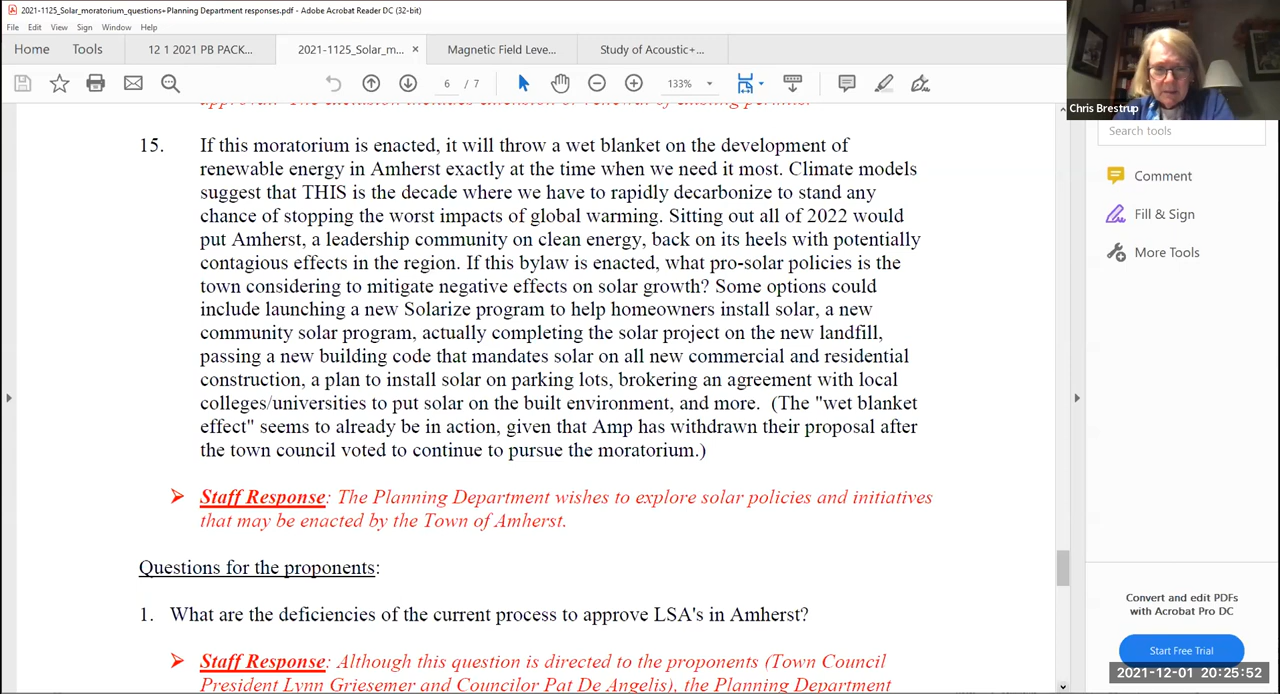 2021-1125_Solar_moratorium_questions+Planning Department responses.pdf - Adobe Acrobat Reader DC (32-bit)
File Edit View Sign Window Help
Home Tools 12 1 2021 PB PACK... 2021-1125_Solar_m... × Magnetic Field Leve... Study of Acoustic+...
6 / 7 133%
Chris Brestrup
Search tools
Comment
Fill & Sign
More Tools
15. If this moratorium is enacted, it will throw a wet blanket on the development of
renewable energy in Amherst exactly at the time when we need it most. Climate models
suggest that THIS is the decade where we have to rapidly decarbonize to stand any
chance of stopping the worst impacts of global warming. Sitting out all of 2022 would
put Amherst, a leadership community on clean energy, back on its heels with potentially
contagious effects in the region. If this bylaw is enacted, what pro-solar policies is the
town considering to mitigate negative effects on solar growth? Some options could
include launching a new Solarize program to help homeowners install solar, a new
community solar program, actually completing the solar project on the new landfill,
passing a new building code that mandates solar on all new commercial and residential
construction, a plan to install solar on parking lots, brokering an agreement with local
colleges/universities to put solar on the built environment, and more. (The "wet blanket
effect" seems to already be in action, given that Amp has withdrawn their proposal after
the town council voted to continue to pursue the moratorium.)
➢ Staff Response: The Planning Department wishes to explore solar policies and initiatives
that may be enacted by the Town of Amherst.
Questions for the proponents:
1. What are the deficiencies of the current process to approve LSA's in Amherst?
➢ Staff Response: Although this question is directed to the proponents (Town Council
President Lynn Griesemer and Councilor Pat De Angelis), the Planning Department
Convert and edit PDFs
with Acrobat Pro DC
Start Free Trial
2021-12-01 20:25:52